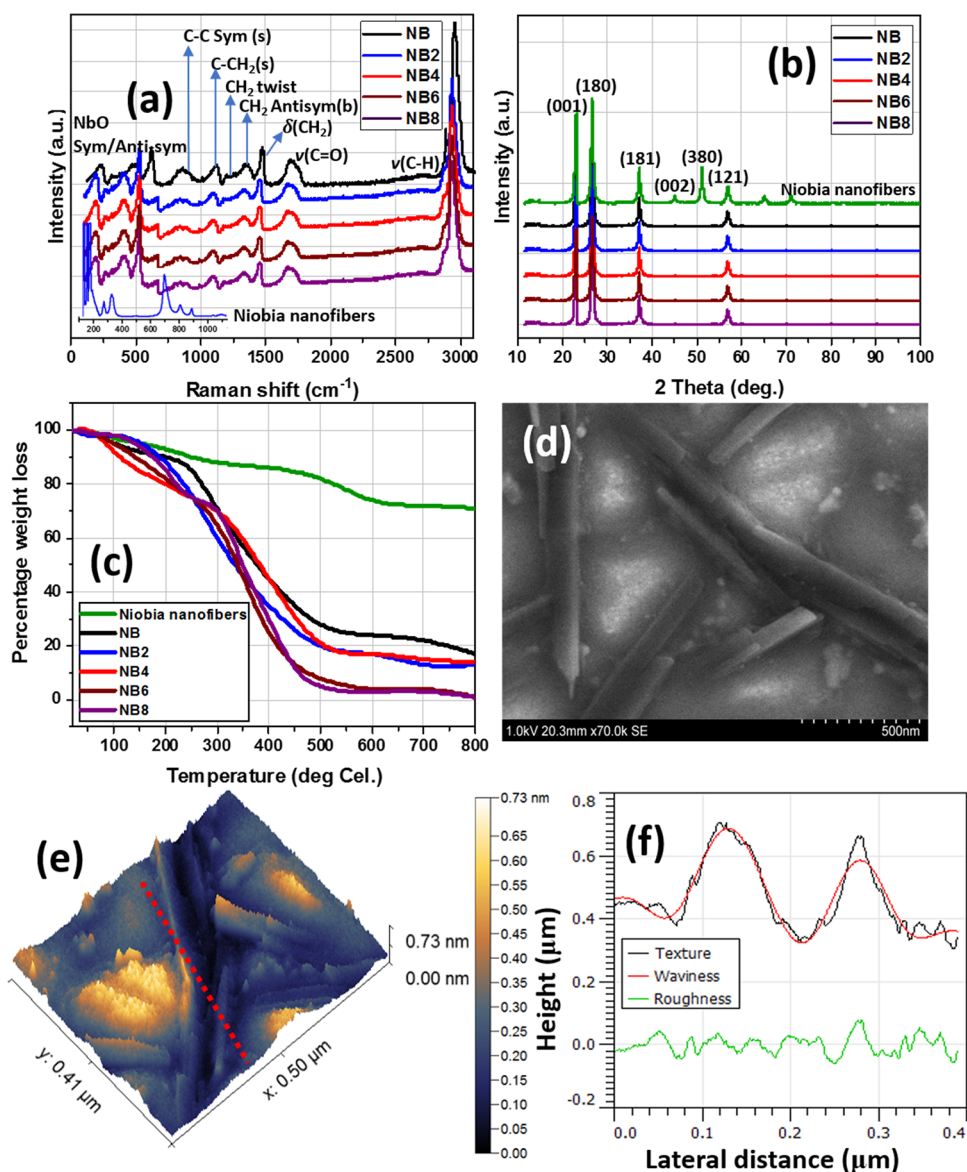 (a)
C-C Sym (s)
C-CH2(s)
CH2 twist
CH2 Antisym(b)
δ(CH2)
ν(C=O)
ν(C-H)
NbO
Sym/Anti-sym
NB
NB2
NB4
NB6
NB8
Niobia nanofibers
200 400 600 800 1000
0 500 1000 1500 2000 2500 3000
Raman shift (cm-1)
Intensity (a.u.)
(b)
(001)
(180)
(181)
(002)
(380)
(121)
Niobia nanofibers
NB
NB2
NB4
NB6
NB8
10 20 30 40 50 60 70 80 90 100
2 Theta (deg.)
Intensity (a.u.)
(c)
100
80
60
40
20
0
Percentage weight loss
Niobia nanofibers
NB
NB2
NB4
NB6
NB8
100 200 300 400 500 600 700 800
Temperature (deg Cel.)
(d)
1.0kV 20.3mm x70.0k SE
500nm
(e)
0.73 nm
0.00 nm
y: 0.41 µm
x: 0.50 µm
0.73 nm
0.65
0.60
0.55
0.50
0.45
0.40
0.35
0.30
0.25
0.20
0.15
0.10
0.05
0.00
(f)
0.8
0.6
0.4
0.2
0.0
-0.2
Height (µm)
Texture
Waviness
Roughness
0.0 0.1 0.2 0.3 0.4
Lateral distance (µm)